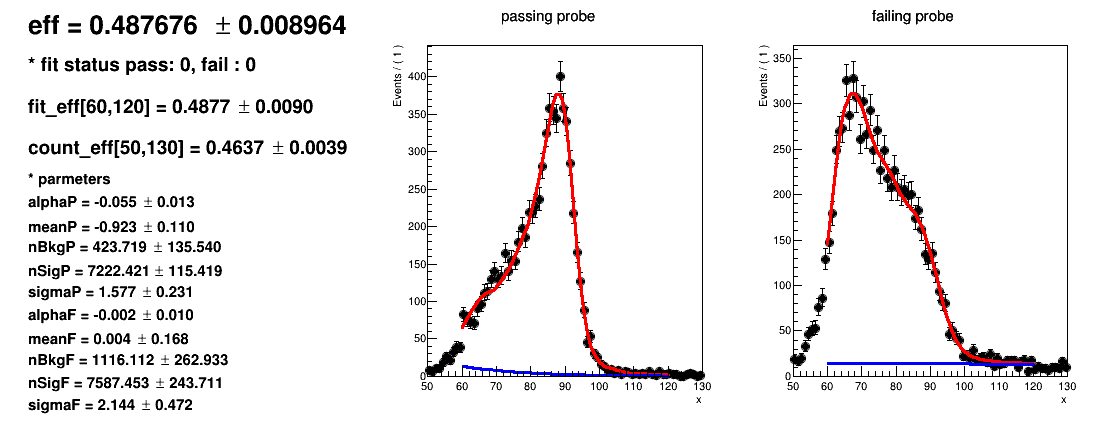 eff = 0.487676 ± 0.008964
* fit status pass: 0, fail : 0
fit_eff[60,120] = 0.4877 ± 0.0090
count_eff[50,130] = 0.4637 ± 0.0039
* parmeters
alphaP = -0.055 ± 0.013
meanP = -0.923 ± 0.110
nBkgP = 423.719 ± 135.540
nSigP = 7222.421 ± 115.419
sigmaP = 1.577 ± 0.231
alphaF = -0.002 ± 0.010
meanF = 0.004 ± 0.168
nBkgF = 1116.112 ± 262.933
nSigF = 7587.453 ± 243.711
sigmaF = 2.144 ± 0.472
passing probe
Events / ( 1 )
400
350
300
250
200
150
100
50
0
50 60 70 80 90 100 110 120 130
x
failing probe
Events / ( 1 )
350
300
250
200
150
100
50
0
50 60 70 80 90 100 110 120 130
x